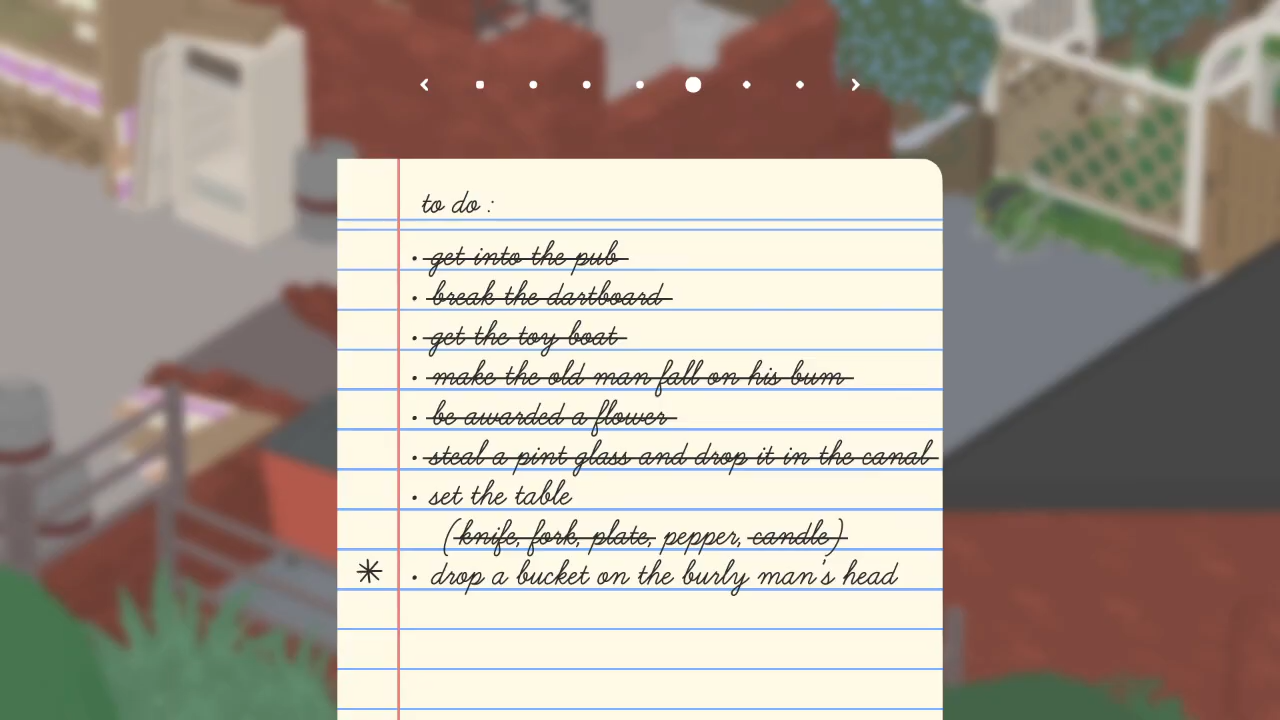 to do :
• get into the pub
• break the dartboard
• get the toy boat
• make the old man fall on his bum
• be awarded a flower
• steal a pint glass and drop it in the canal
• set the table
(knife, fork, plate, pepper, candle)
• drop a bucket on the burly man's head